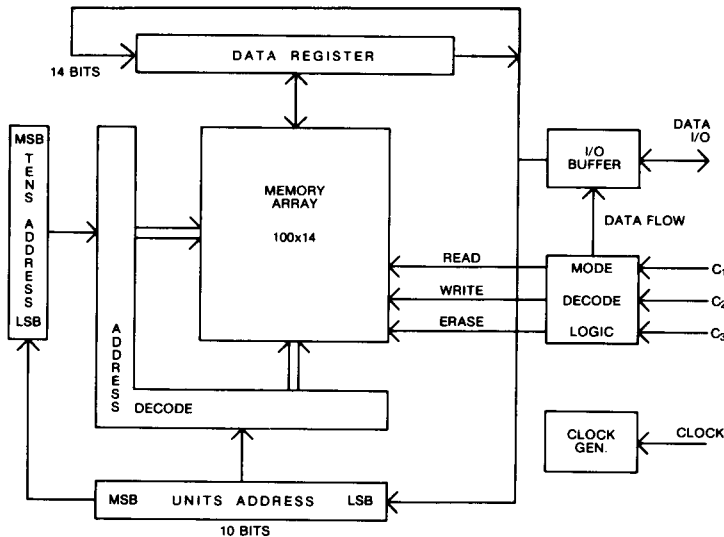 DATA REGISTER
14 BITS
MSB
TENS ADDRESS
LSB
MEMORY
ARRAY
100x14
I/O
BUFFER
DATA
I/O
DATA FLOW
READ
WRITE
ERASE
MODE
DECODE
LOGIC
C1
C2
C3
ADDRESS
DECODE
CLOCK
GEN.
CLOCK
MSB UNITS ADDRESS LSB
10 BITS